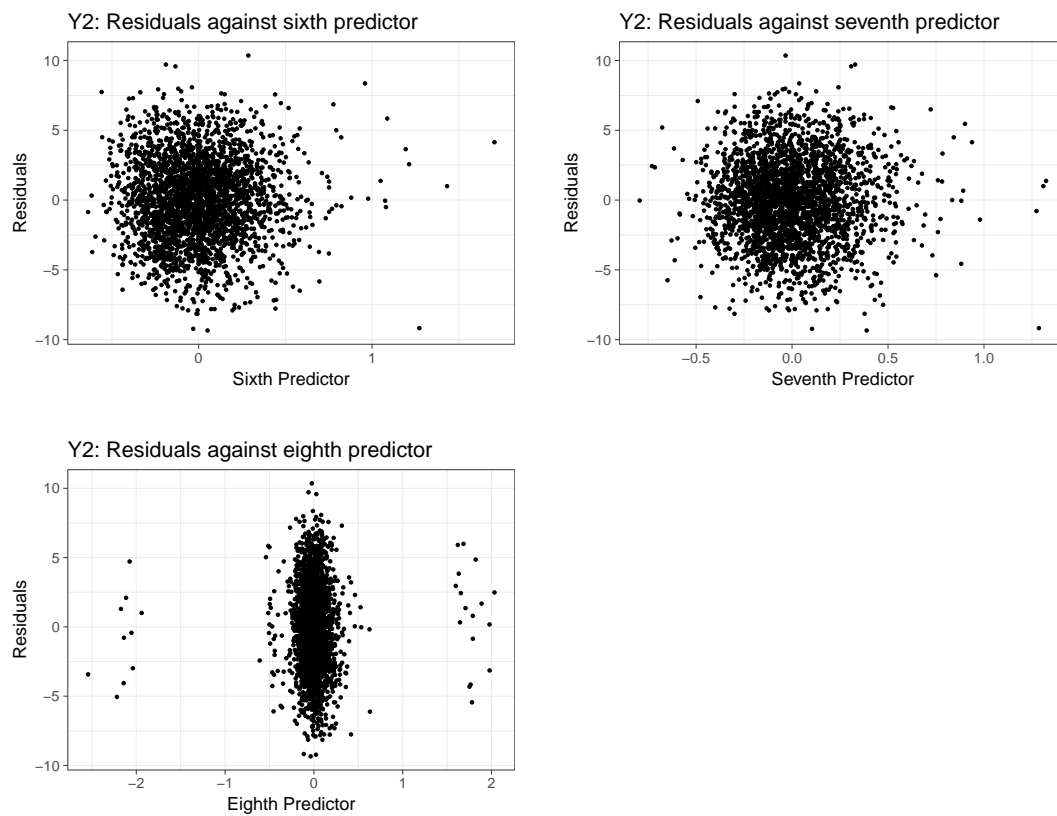 Y2: Residuals against sixth predictor
10
5
0
−5
−10
Residuals
0
1
Sixth Predictor
Y2: Residuals against seventh predictor
10
5
0
−5
−10
Residuals
−0.5
0.0
0.5
1.0
Seventh Predictor
Y2: Residuals against eighth predictor
10
5
0
−5
−10
Residuals
−2
−1
0
1
2
Eighth Predictor